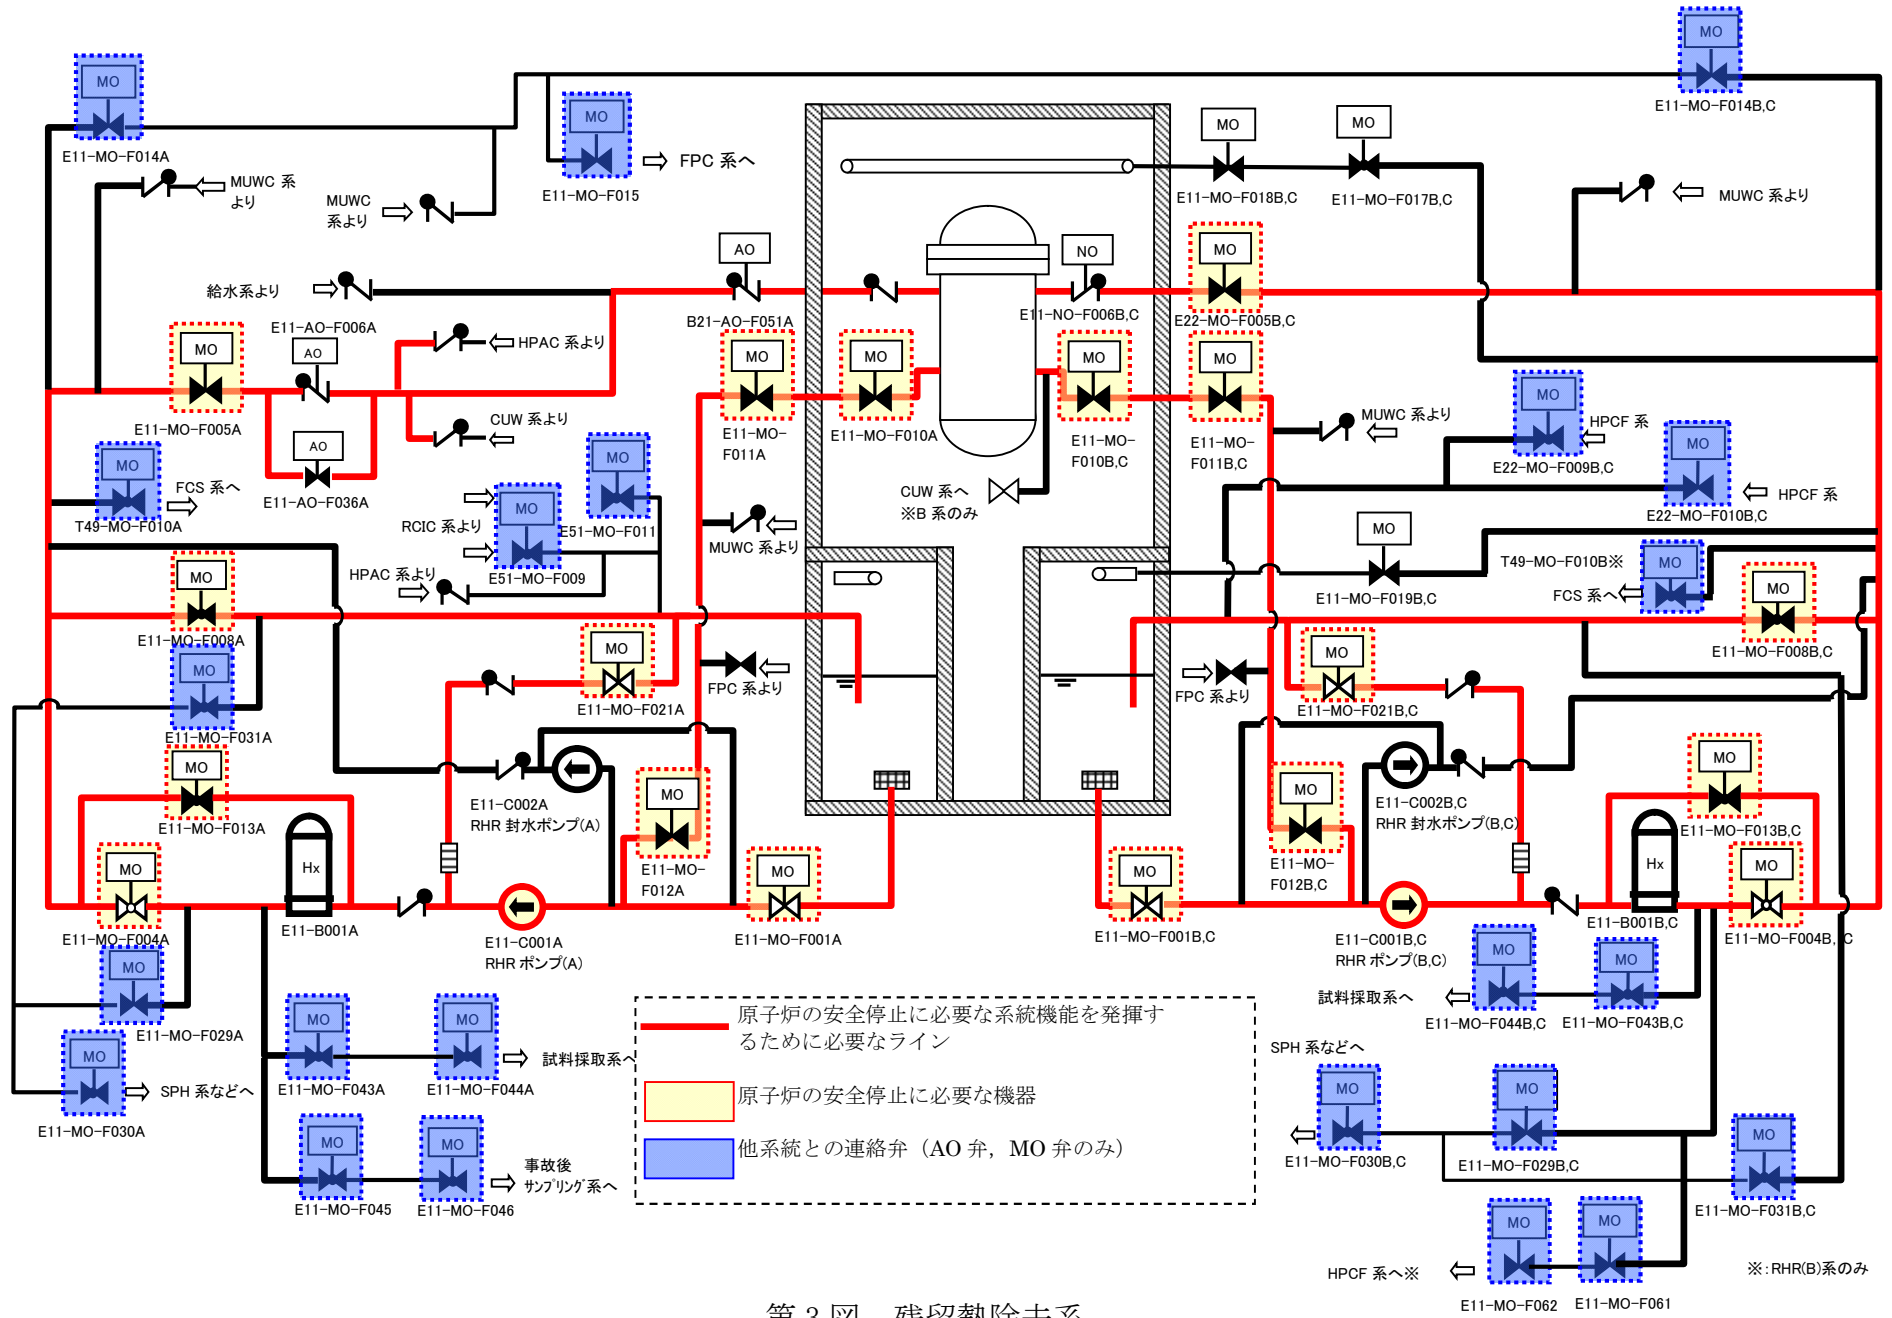 MO
E11-MO-F014A
MO
E11-MO-F015
FPC 系へ
MO
E11-MO-F014B,C
MUWC 系
より
MUWC
系より
MO
E11-MO-F018B,C
MO
E11-MO-F017B,C
MUWC 系より
給水系より
AO
B21-AO-F051A
NO
E11-NO-F006B,C
MO
E22-MO-F005B,C
MO
E11-MO-F005A
E11-AO-F006A
AO
HPAC 系より
CUW 系より
AO
E11-AO-F036A
MO
E11-MO-
F011A
MO
E11-MO-F010A
MO
E11-MO-
F010B,C
MO
E11-MO-
F011B,C
MUWC 系より
MO
HPCF 系
E22-MO-F009B,C
MO
HPCF 系
E22-MO-F010B,C
MO
FCS 系へ
T49-MO-F010A
RCIC 系より
MO
E51-MO-F009
MO
E51-MO-F011
HPAC 系より
MUWC 系より
CUW 系へ
※B 系のみ
MO
E11-MO-F019B,C
T49-MO-F010B※
MO
FCS 系へ
MO
E11-MO-F008B,C
MO
E11-MO-F008A
MO
E11-MO-F031A
MO
E11-MO-F021A
FPC 系より
FPC 系より
MO
E11-MO-F021B,C
MO
E11-MO-F013A
E11-C002A
RHR 封水ポンプ(A)
MO
E11-MO-
F012A
MO
E11-MO-
F012B,C
E11-C002B,C
RHR 封水ポンプ(B,C)
MO
E11-MO-F013B,C
MO
E11-MO-F004A
Hx
E11-B001A
E11-C001A
RHR ポンプ(A)
MO
E11-MO-F001A
MO
E11-MO-F001B,C
E11-C001B,C
RHR ポンプ(B,C)
Hx
E11-B001B,C
MO
E11-MO-F004B, C
MO
E11-MO-F029A
MO
E11-MO-F030A
SPH 系などへ
MO
E11-MO-F043A
MO
E11-MO-F044A
試料採取系へ
MO
E11-MO-F045
MO
E11-MO-F046
事故後
サンプリング系へ
原子炉の安全停止に必要な系統機能を発揮す
るために必要なライン
原子炉の安全停止に必要な機器
他系統との連絡弁（AO 弁，MO 弁のみ）
試料採取系へ
MO
E11-MO-F044B,C
MO
E11-MO-F043B,C
SPH 系などへ
MO
E11-MO-F030B,C
MO
E11-MO-F029B,C
MO
E11-MO-F031B,C
HPCF 系へ※
MO
E11-MO-F062
MO
E11-MO-F061
※：RHR(B)系のみ
第 3 図 残留熱除去系